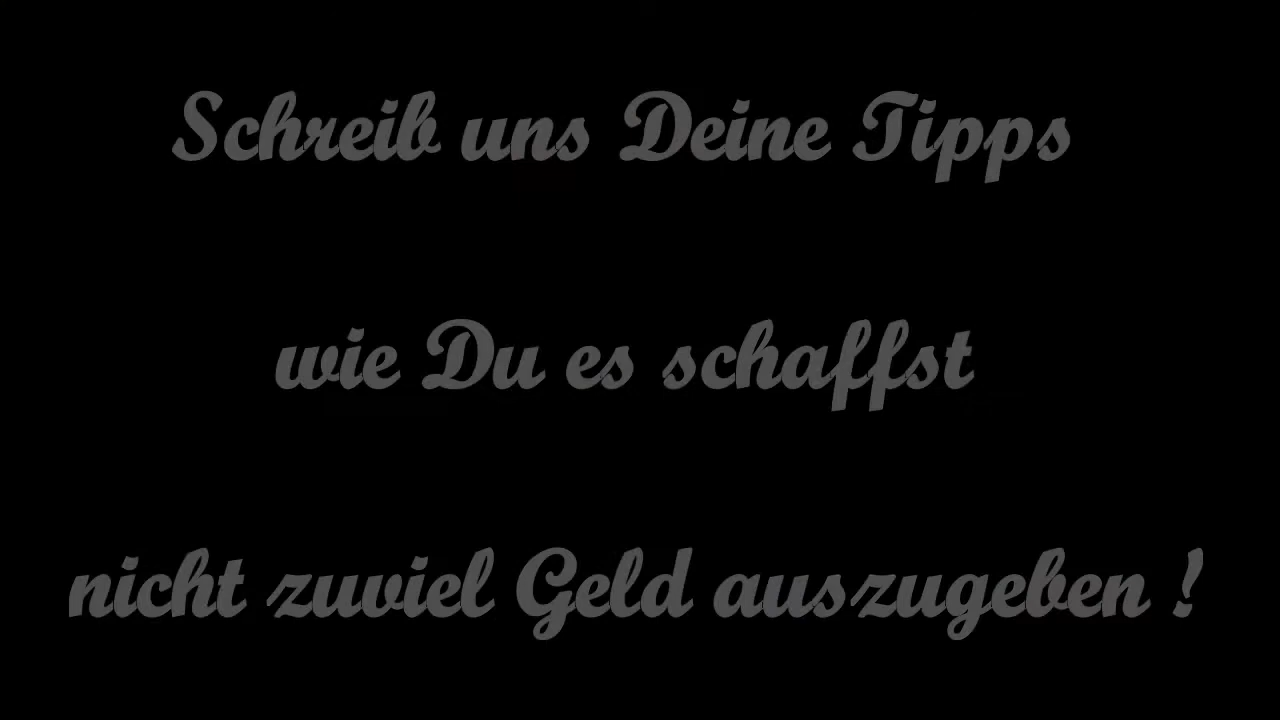 Schreib uns Deine Tipps
wie Du es schaffst
nicht zuviel Geld auszugeben !